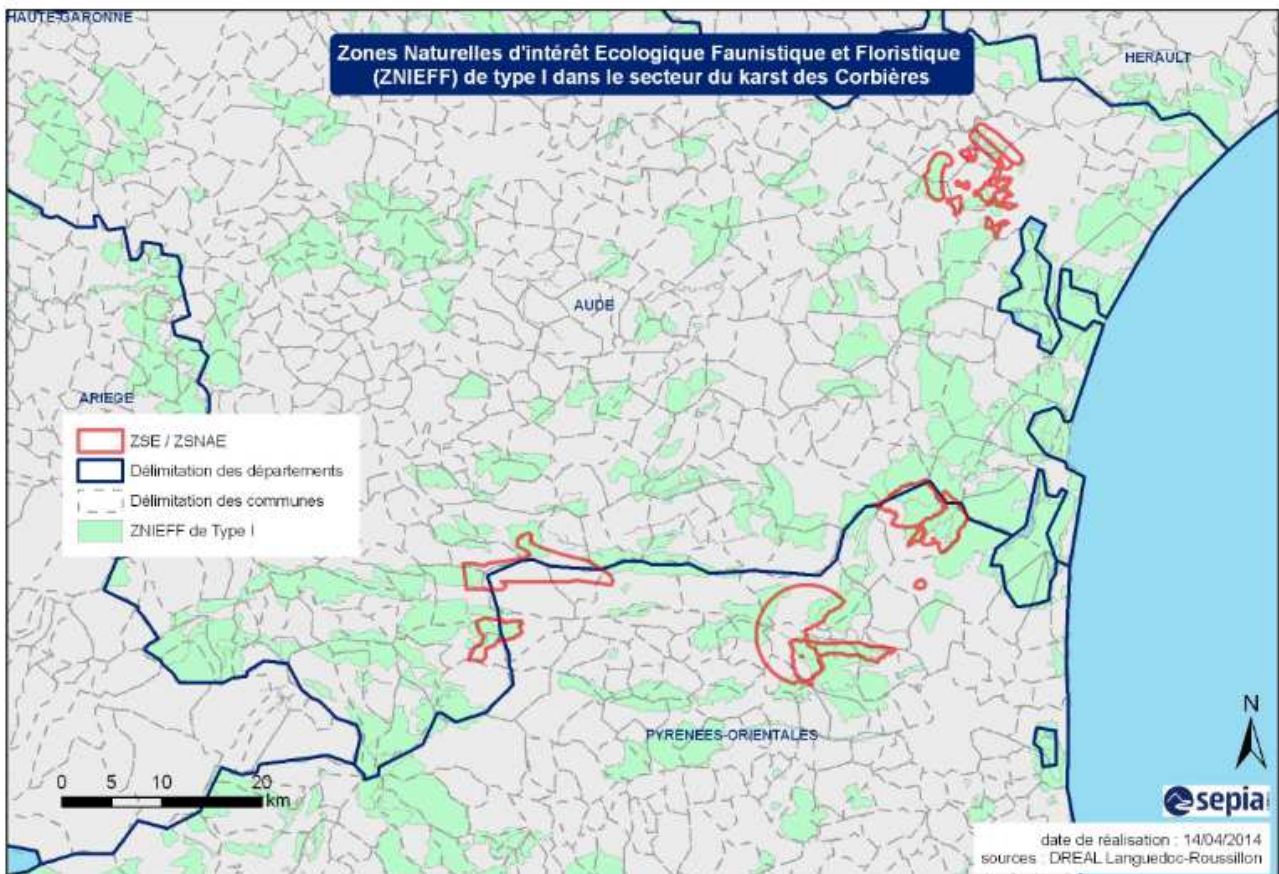 HAUTE-GARONNE
Zones Naturelles d'intérêt Ecologique Faunistique et Floristique
(ZNIEFF) de type I dans le secteur du karst des Corbières
HERAULT
AUDE
ARIEGE
ZSE / ZSNAE
Délimitation des départements
Délimitation des communes
ZNIEFF de Type I
PYRENEES-ORIENTALES
N
0 5 10 20
km
sepia
date de réalisation : 14/04/2014
sources : DREAL Languedoc-Roussillon